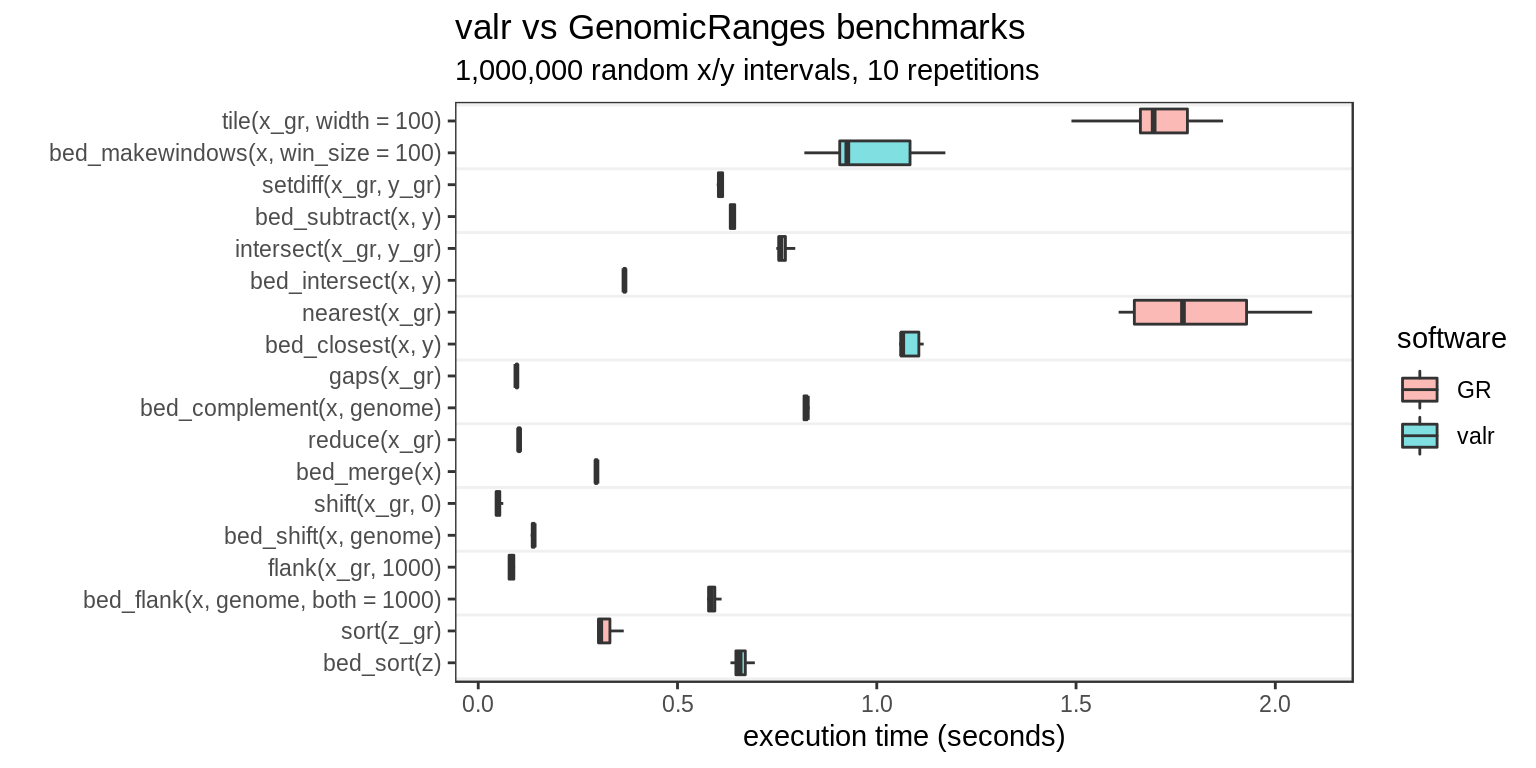 valr vs GenomicRanges benchmarks
1,000,000 random x/y intervals, 10 repetitions
tile(x_gr, width = 100)
bed_makewindows(x, win_size = 100)
setdiff(x_gr, y_gr)
bed_subtract(x, y)
intersect(x_gr, y_gr)
bed_intersect(x, y)
nearest(x_gr)
bed_closest(x, y)
gaps(x_gr)
bed_complement(x, genome)
reduce(x_gr)
bed_merge(x)
shift(x_gr, 0)
bed_shift(x, genome)
flank(x_gr, 1000)
bed_flank(x, genome, both = 1000)
sort(z_gr)
bed_sort(z)
0.0 0.5 1.0 1.5 2.0
execution time (seconds)
software
GR
valr